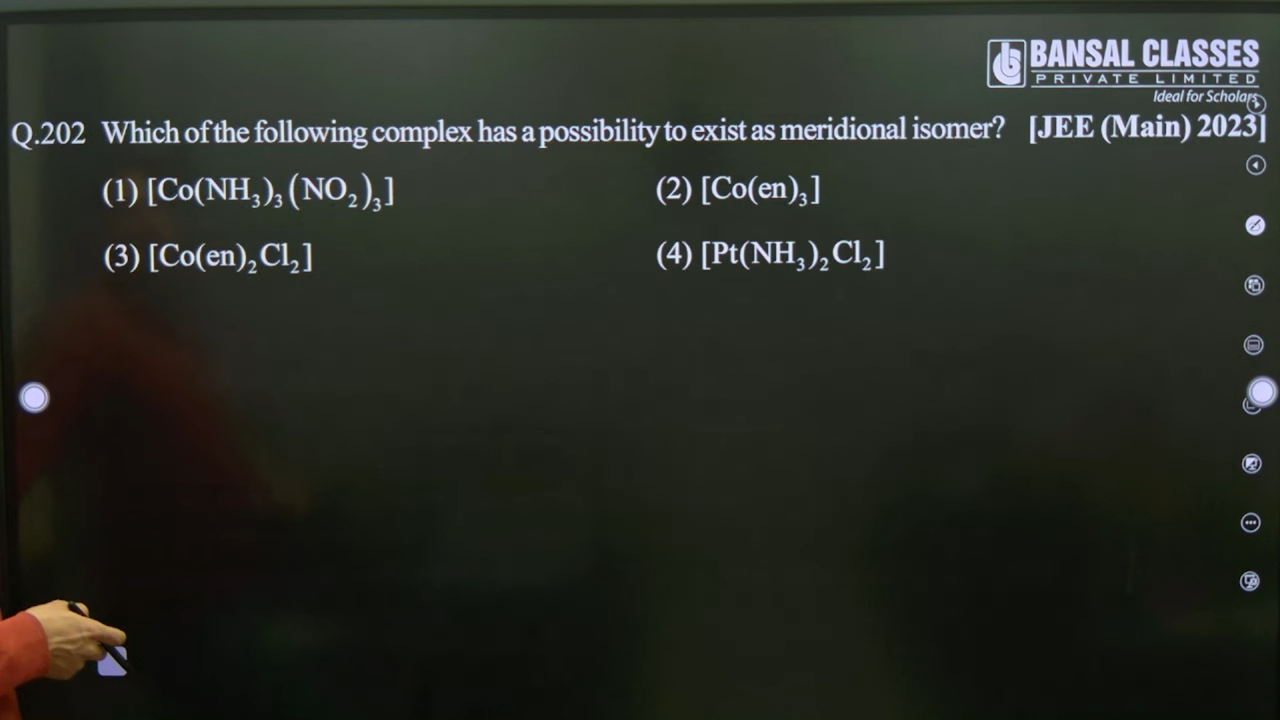 BANSAL CLASSES
PRIVATE LIMITED
Ideal for Scholars
Q.202 Which of the following complex has a possibility to exist as meridional isomer? [JEE (Main) 2023]
(1) [Co(NH₃)₃(NO₂)₃] (2) [Co(en)₃]
(3) [Co(en)₂Cl₂] (4) [Pt(NH₃)₂Cl₂]